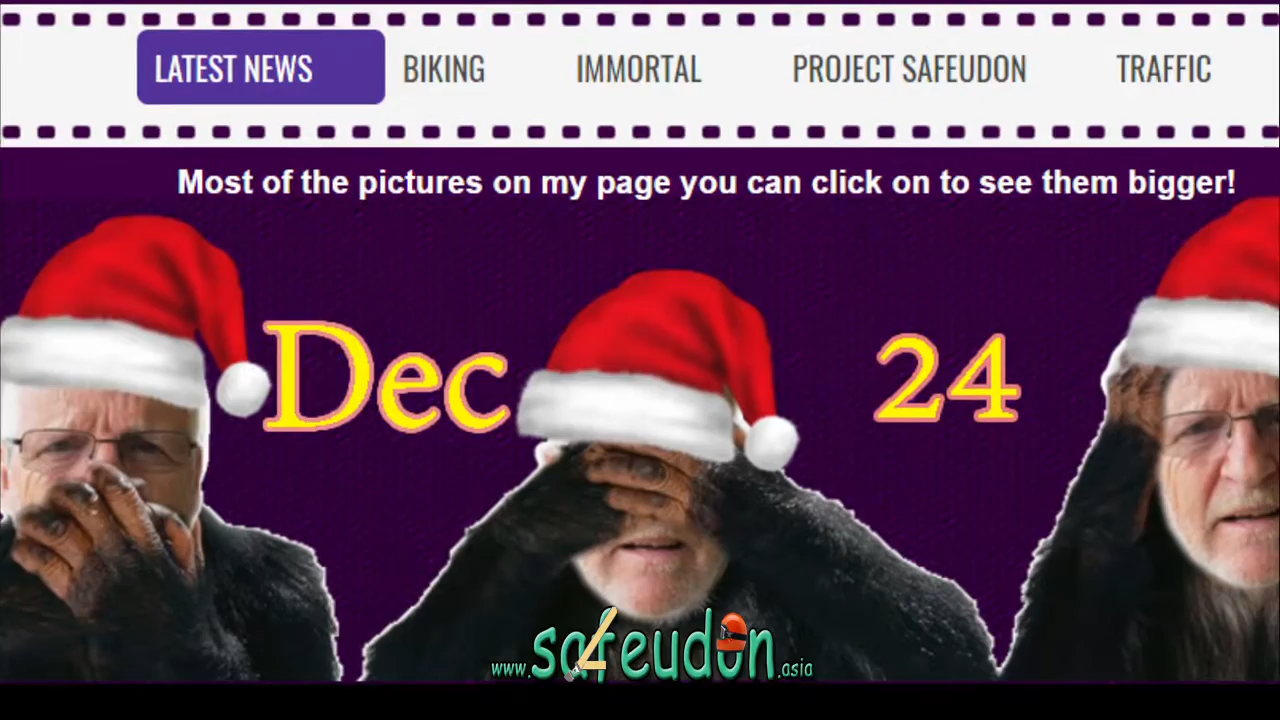 LATEST NEWS BIKING IMMORTAL PROJECT SAFEUDON TRAFFIC
Most of the pictures on my page you can click on to see them bigger!
Dec 24
www.safeudon.asia